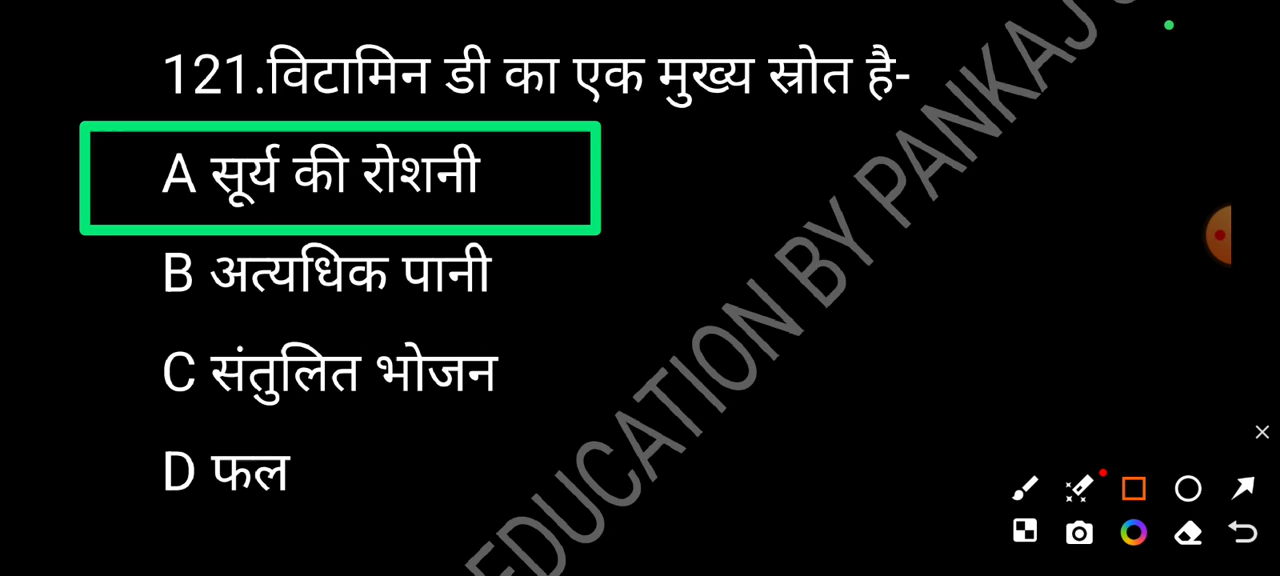 121.विटामिन डी का एक मुख्य स्रोत है-
A सूर्य की रोशनी
B अत्यधिक पानी
C संतुलित भोजन
D फल
EDUCATION BY PANKAJ